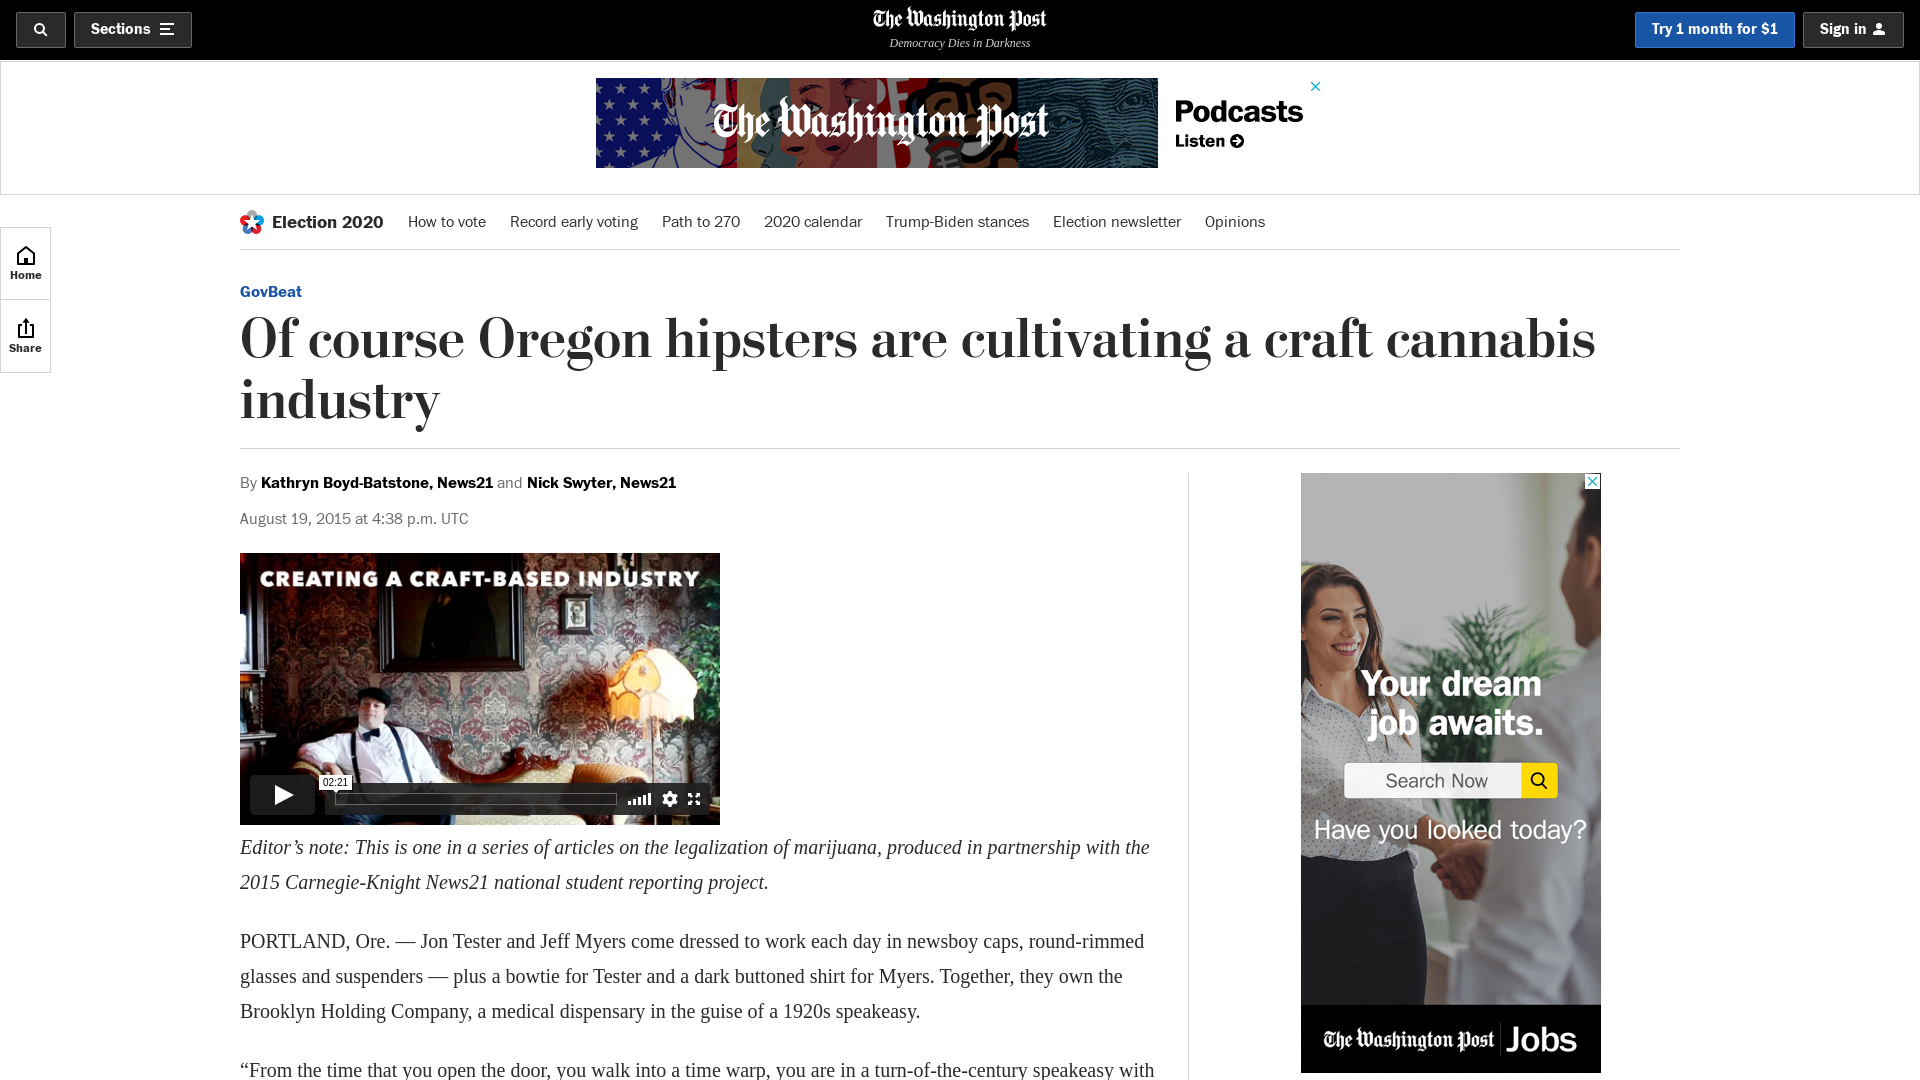 Sections
The Washington Post
Democracy Dies in Darkness
Try 1 month for $1
Sign in
The Washington Post
Podcasts
Listen
Election 2020
How to vote
Record early voting
Path to 270
2020 calendar
Trump-Biden stances
Election newsletter
Opinions
Home
Share
GovBeat
Of course Oregon hipsters are cultivating a craft cannabis
industry
By Kathryn Boyd-Batstone, News21 and Nick Swyter, News21
August 19, 2015 at 4:38 p.m. UTC
CREATING A CRAFT-BASED INDUSTRY
02:21
Editor’s note: This is one in a series of articles on the legalization of marijuana, produced in partnership with the
2015 Carnegie-Knight News21 national student reporting project.
PORTLAND, Ore. — Jon Tester and Jeff Myers come dressed to work each day in newsboy caps, round-rimmed
glasses and suspenders — plus a bowtie for Tester and a dark buttoned shirt for Myers. Together, they own the
Brooklyn Holding Company, a medical dispensary in the guise of a 1920s speakeasy.
“From the time that you open the door, you walk into a time warp, you are in a turn-of-the-century speakeasy with
Your dream
job awaits.
Search Now
Have you looked today?
The Washington Post Jobs